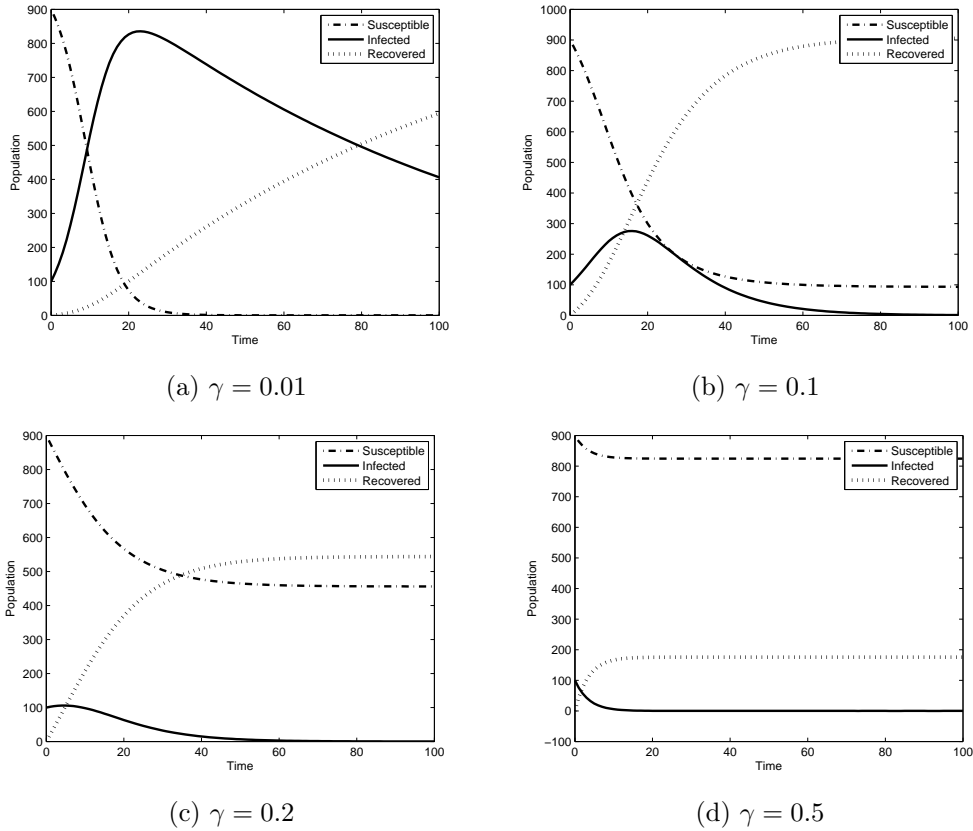 900
800
700
600
500
400
300
200
100
0
Population
0 20 40 60 80 100
Time
Susceptible
Infected
Recovered
(a) γ = 0.01
1000
900
800
700
600
500
400
300
200
100
0
Population
0 20 40 60 80 100
Time
Susceptible
Infected
Recovered
(b) γ = 0.1
900
800
700
600
500
400
300
200
100
0
Population
0 20 40 60 80 100
Time
Susceptible
Infected
Recovered
(c) γ = 0.2
900
800
700
600
500
400
300
200
100
0
−100
Population
0 20 40 60 80 100
Time
Susceptible
Infected
Recovered
(d) γ = 0.5